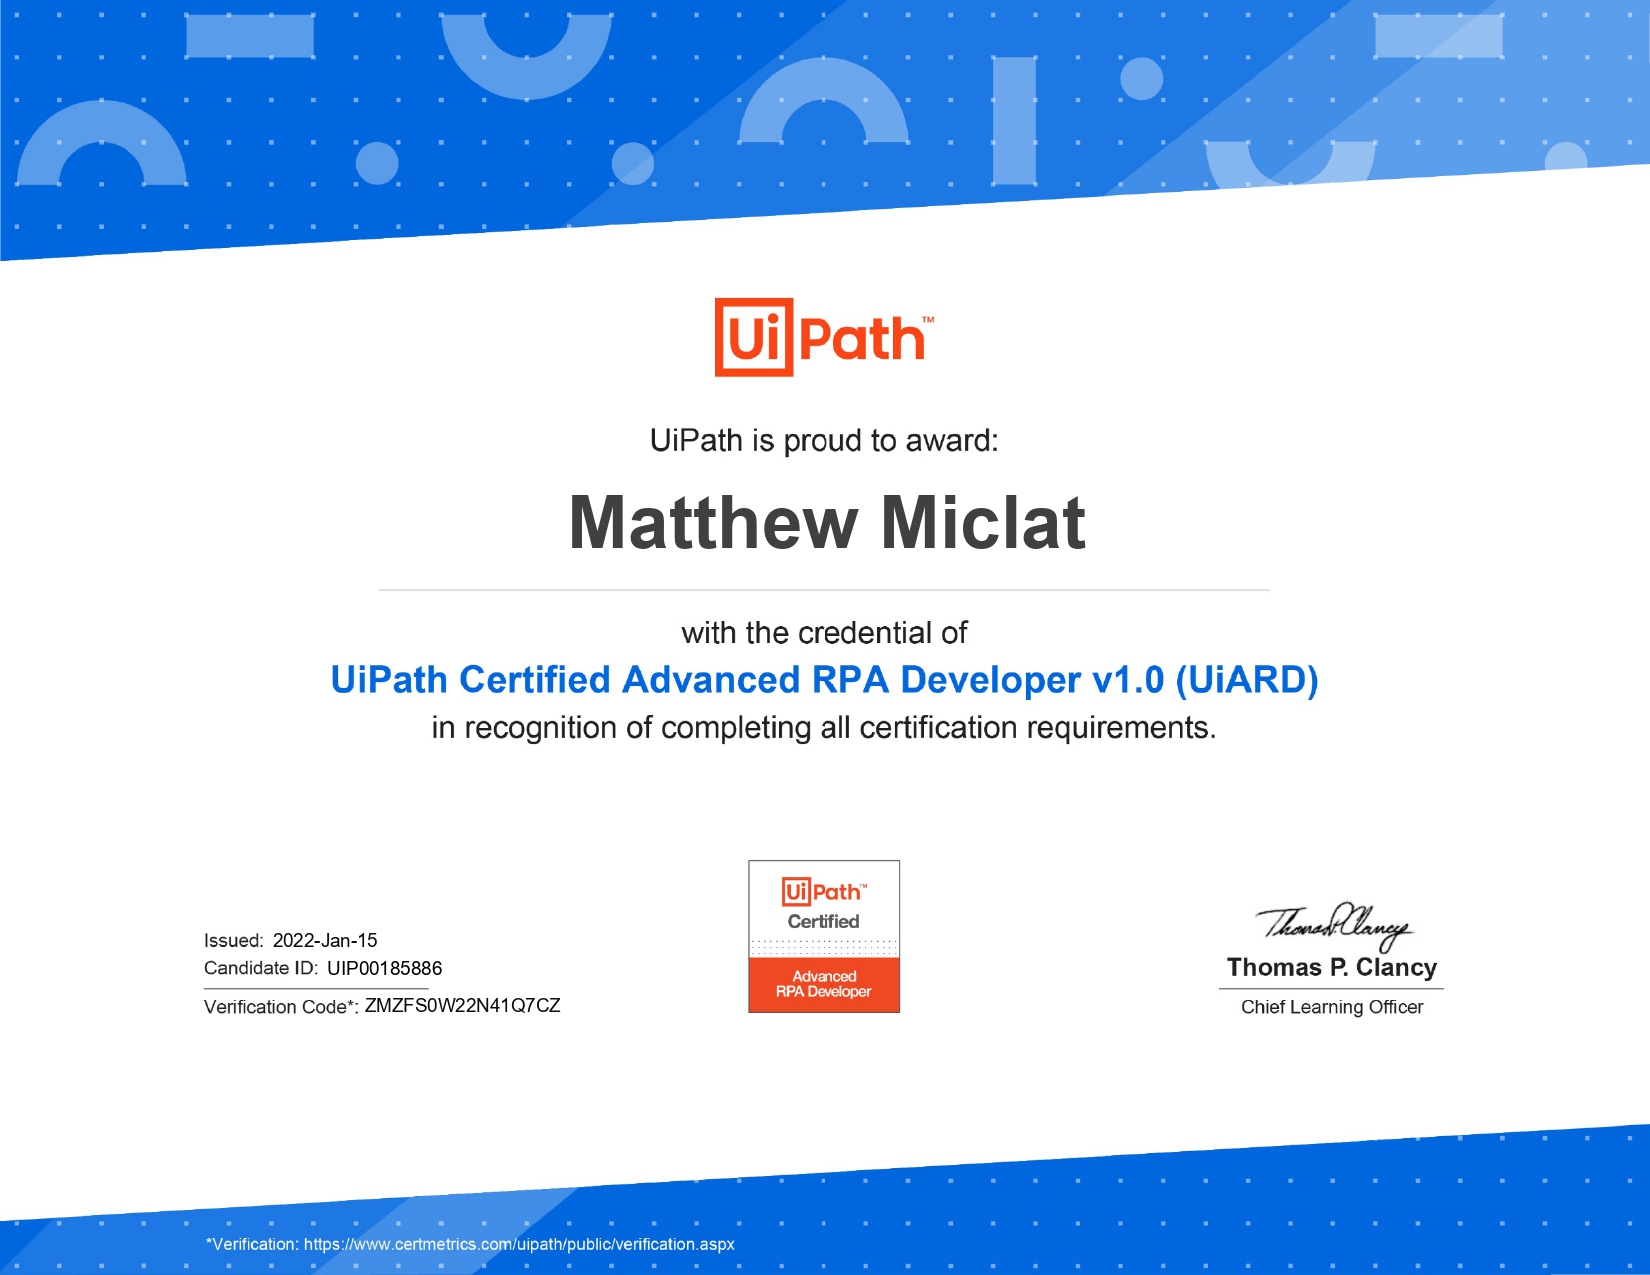 UiPath™
UiPath is proud to award:
Matthew Miclat
with the credential of
UiPath Certified Advanced RPA Developer v1.0 (UiARD)
in recognition of completing all certification requirements.
Issued: 2022-Jan-15
Candidate ID: UIP00185886
Verification Code*: ZMZFS0W22N41Q7CZ
UiPath™
Certified
Advanced
RPA Developer
Thomas P. Clancy
Thomas P. Clancy
Chief Learning Officer
*Verification: https://www.certmetrics.com/uipath/public/verification.aspx